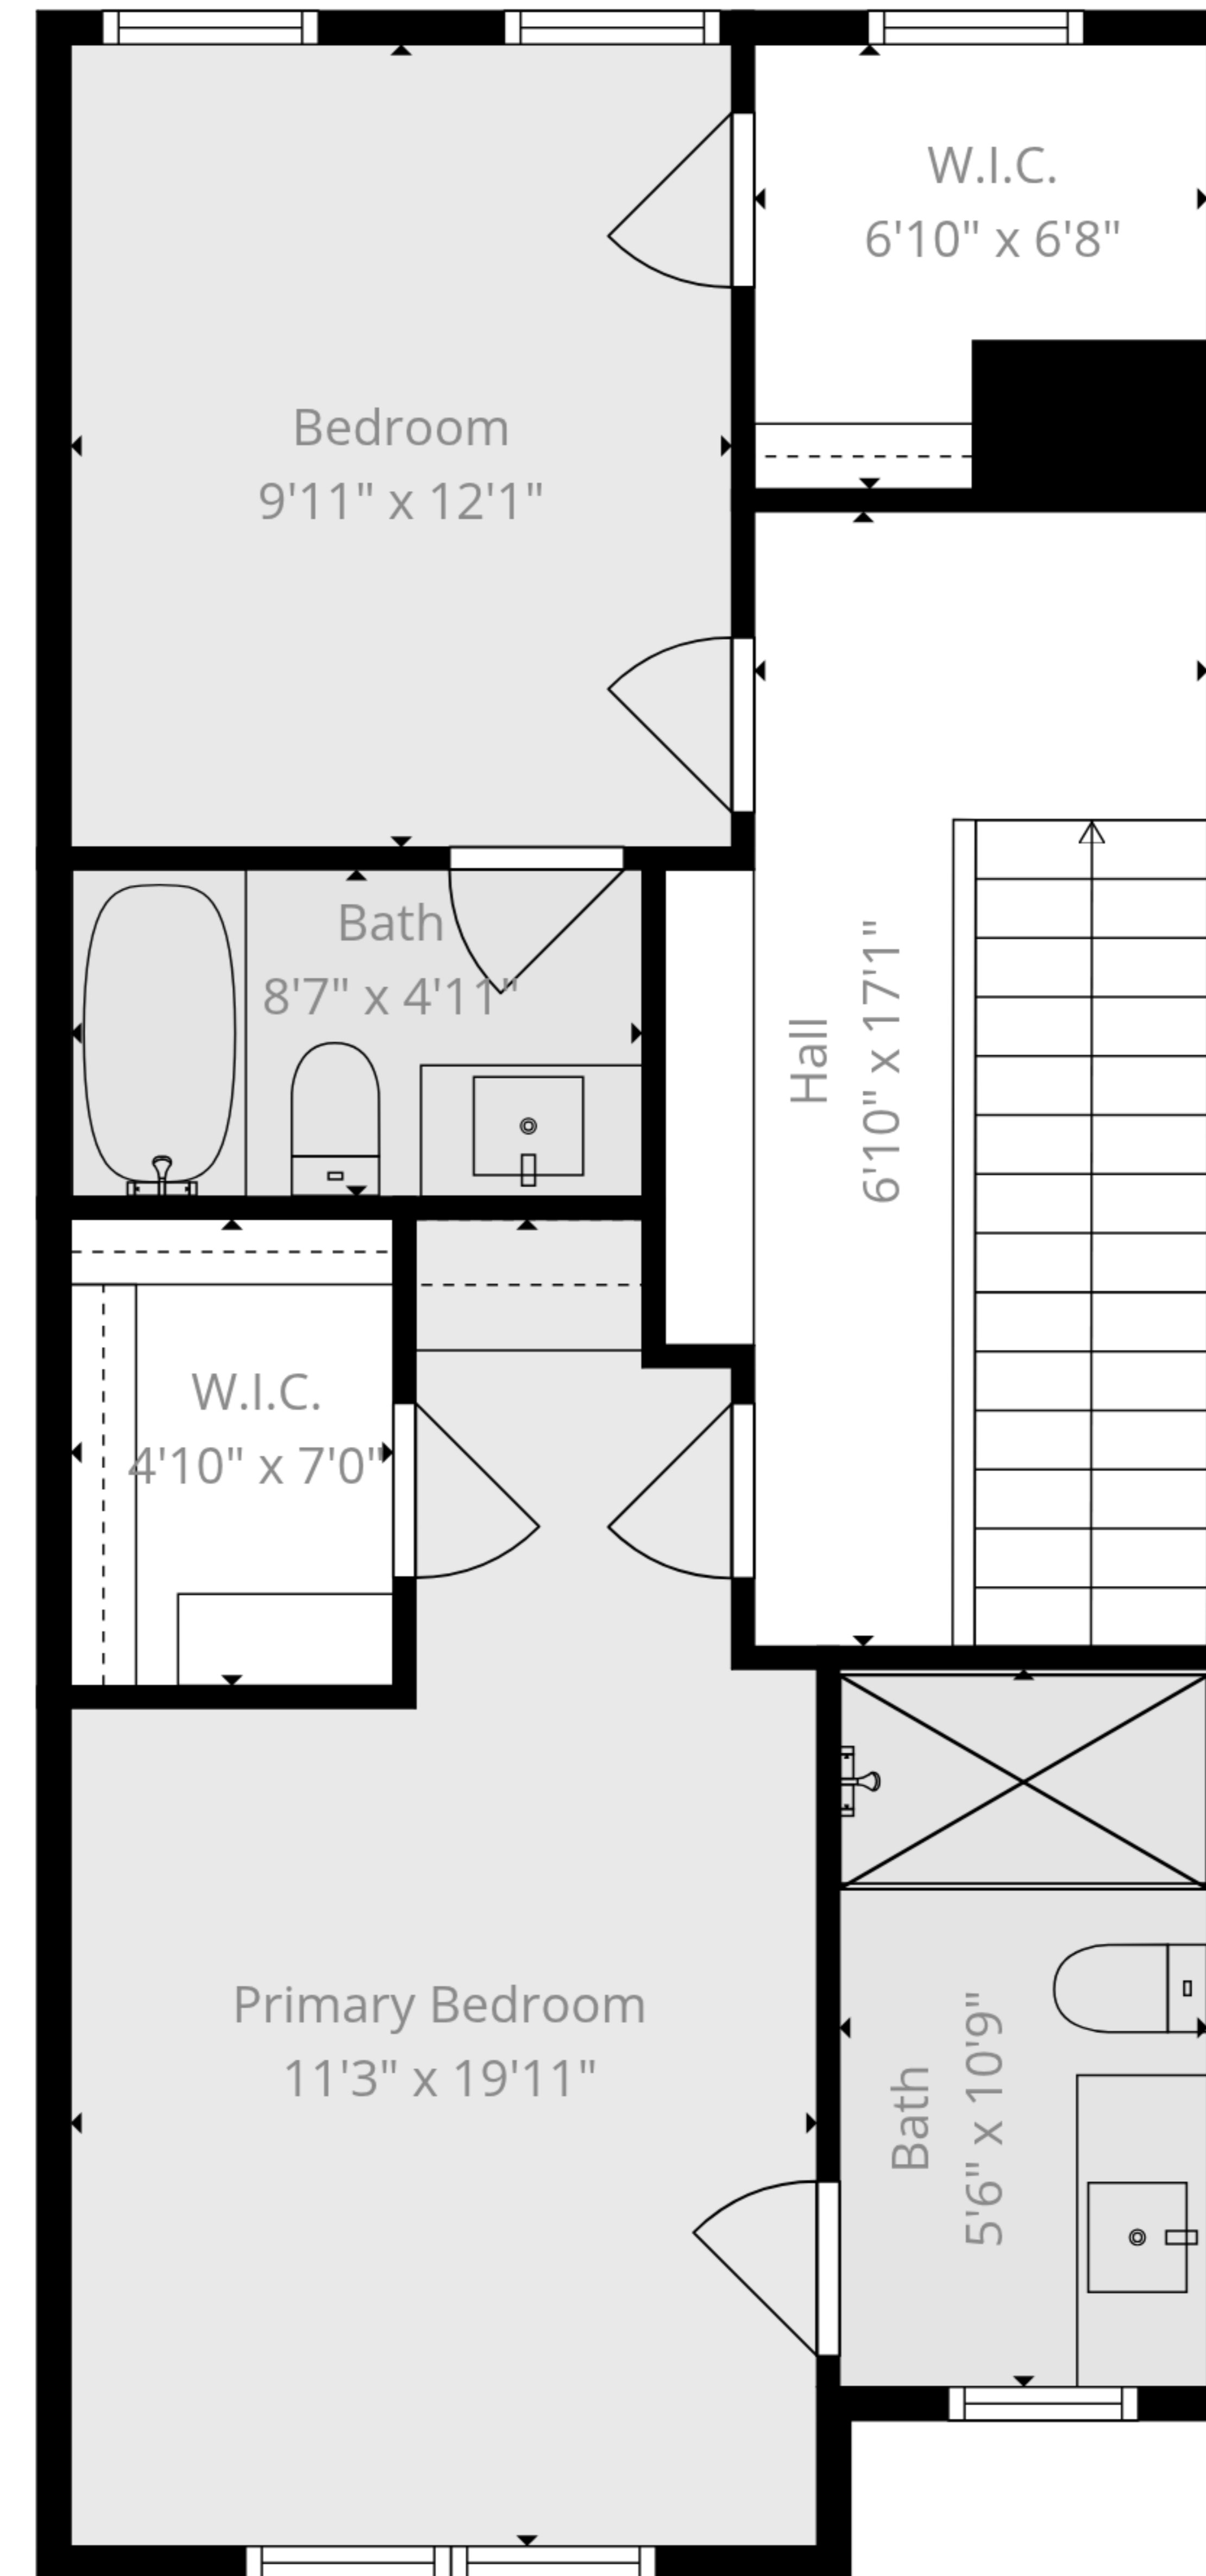 W.I.C.
6'10" x 6'8"
Bedroom
9'11" x 12'1"
Bath
8'7" x 4'11"
Hall
6'10" x 17'1"
W.I.C.
4'10" x 7'0"
Primary Bedroom
11'3" x 19'11"
Bath
5'6" x 10'9"